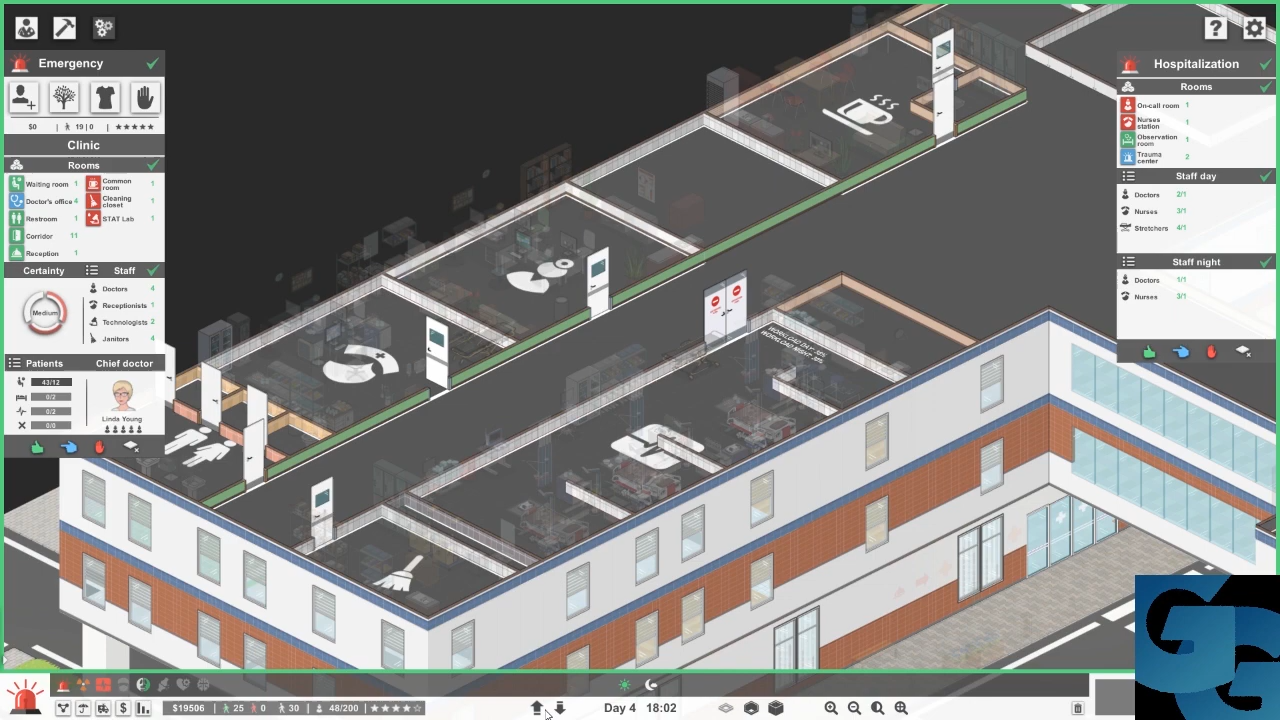 Emergency
$0 | 19 | 0 | ★★★★★
Clinic
Rooms
Waiting room 1
Common room 1
Doctor's office 4
Cleaning closet 1
Restroom 1
STAT Lab 1
Corridor 11
Reception 1
Certainty
Staff
Medium
Doctors 4
Receptionists 1
Technologists 2
Janitors 4
Patients
Chief doctor
43/12
0/2
0/2
0/0
Linda Young
WORKLOAD DAY
WORKLOAD NIGHT
?
Hospitalization
Rooms
On-call room 1
Nurses station 1
Observation room 1
Trauma center 2
Staff day
Doctors 2/1
Nurses 3/1
Stretchers 4/1
Staff night
Doctors 1/1
Nurses 3/1
$
$19506 | 25 0 | 30 | 48/200 | ★★★★☆
Day 4 18:02
GG